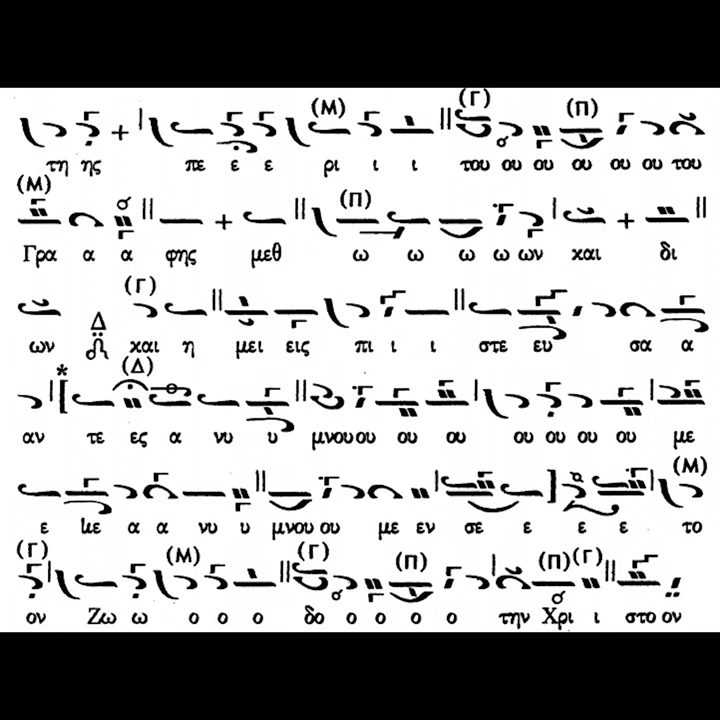 (Μ) (Γ) (Π)
τη ης πε ε ε ρι ι ι του ου ου ου ου ου του
(Μ) (Π)
Γρα α α φης μεθ ω ω ω ω ων και δι
(Γ)
ων Δ και η μει εις πι ι ι στε ευ σα α
* (Δ)
αν τε ες α νυ υ μνου ου ου ου ου ου ου ου με
(Μ)
ε με α α νυ υ μνου ου με εν σε ε ε ε το
(Γ) (Μ) (Γ) (Π) (Π) (Γ)
ον Ζω ω ο ο ο δο ο ο ο ο την Χρι ι στο ον